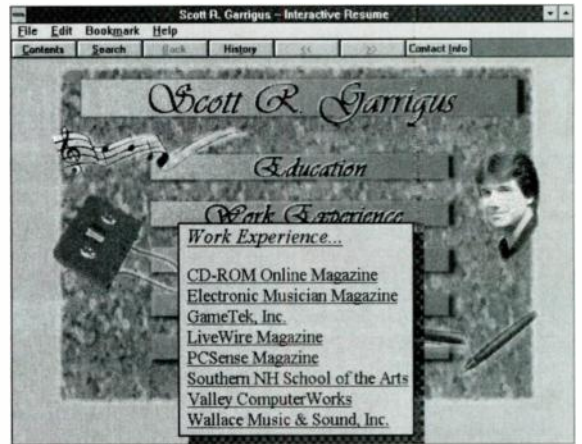 Scott R. Garrigus – Interactive Resume
File Edit Bookmark Help
Contents Search Back History << >> Contact Info
Scott R. Garrigus
Education
Work Experience
Work Experience...
CD-ROM Online Magazine
Electronic Musician Magazine
GameTek, Inc.
LiveWire Magazine
PCSense Magazine
Southern NH School of the Arts
Valley ComputerWorks
Wallace Music & Sound, Inc.